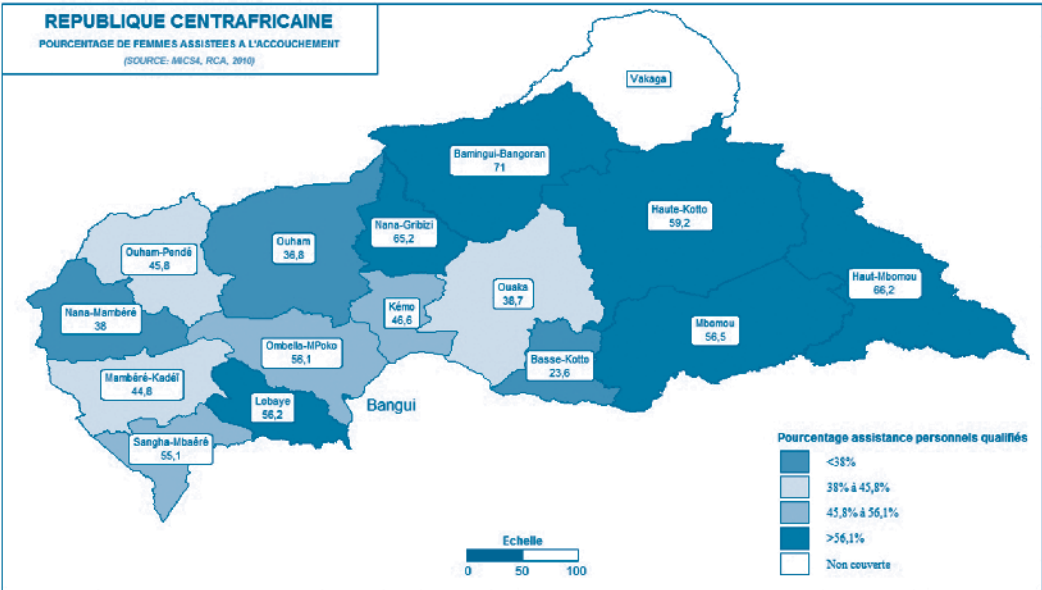 REPUBLIQUE CENTRAFRICAINE
POURCENTAGE DE FEMMES ASSISTEES A L'ACCOUCHEMENT
(SOURCE: MICS4, RCA, 2010)
Vakaga
Bamingui-Bangoran
71
Haute-Kotto
59,2
Nana-Gribizi
65,2
Ouham
36,8
Ouham-Pendé
45,8
Haut-Mbomou
66,2
Ouaka
38,7
Kémo
46,6
Nana-Mambéré
38
Mbomou
56,5
Ombella-MPoko
56,1
Basse-Kotto
23,6
Mambéré-Kadéï
44,8
Lobaye
56,2
Bangui
Sangha-Mbaéré
55,1
Pourcentage assistance personnels qualifiés
<38%
38% à 45,8%
45,8% à 56,1%
>56,1%
Non couverte
Echelle
0 50 100